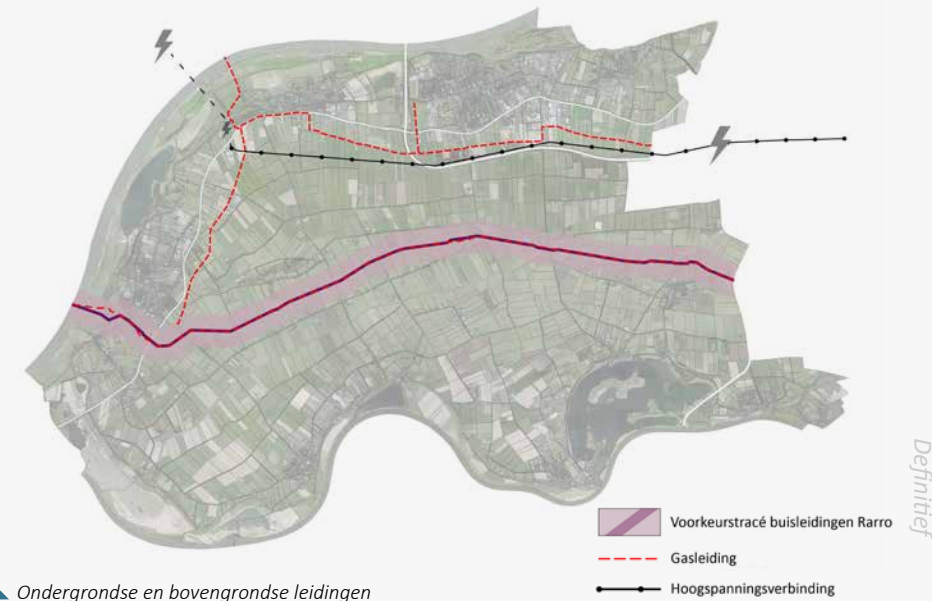 Definitief
Voorkeurstracé buisleidingen Rarro
Gasleiding
Hoogspanningsverbinding
Ondergrondse en bovengrondse leidingen